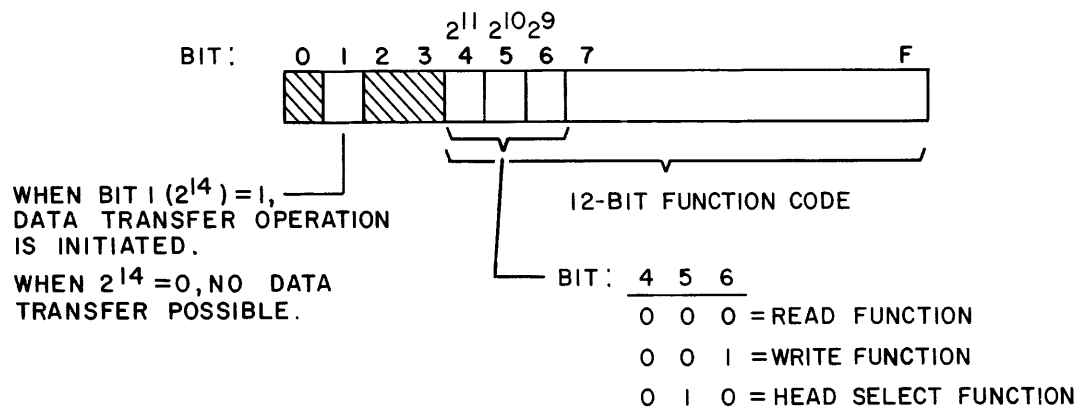 2¹¹ 2¹⁰ 2⁹
BIT: 0 1 2 3 4 5 6 7 F
WHEN BIT 1 (2¹⁴) = 1,
DATA TRANSFER OPERATION
IS INITIATED.
WHEN 2¹⁴ = 0, NO DATA
TRANSFER POSSIBLE.
12-BIT FUNCTION CODE
BIT: 4 5 6
0 0 0 = READ FUNCTION
0 0 1 = WRITE FUNCTION
0 1 0 = HEAD SELECT FUNCTION